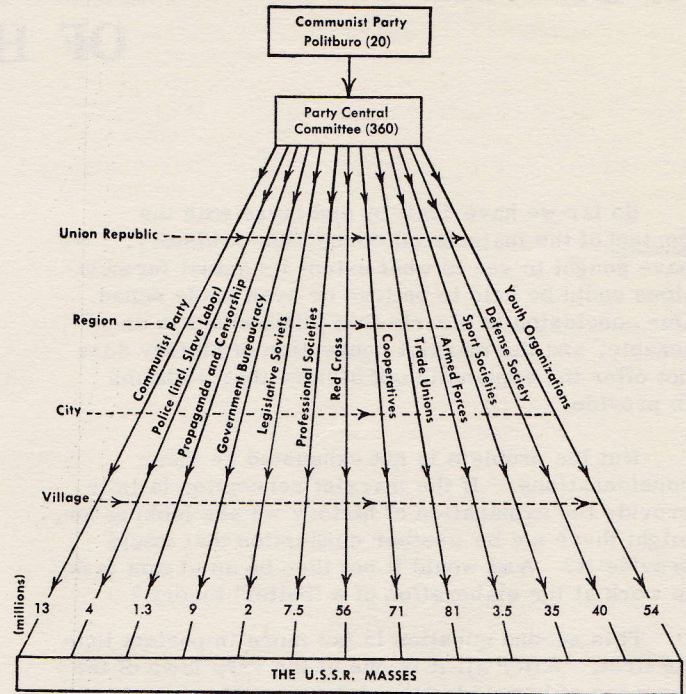 Communist Party
Politburo (20)
Party Central
Committee (360)
Union Republic
Region
City
Village
Communist Party
Police (incl. Slave Labor)
Propaganda and Censorship
Government Bureaucracy
Legislative Soviets
Professional Societies
Red Cross
Cooperatives
Trade Unions
Armed Forces
Sport Societies
Defense Society
Youth Organizations
(millions)
13 4 1.3 9 2 7.5 56 71 81 3.5 35 40 54
THE U.S.S.R. MASSES